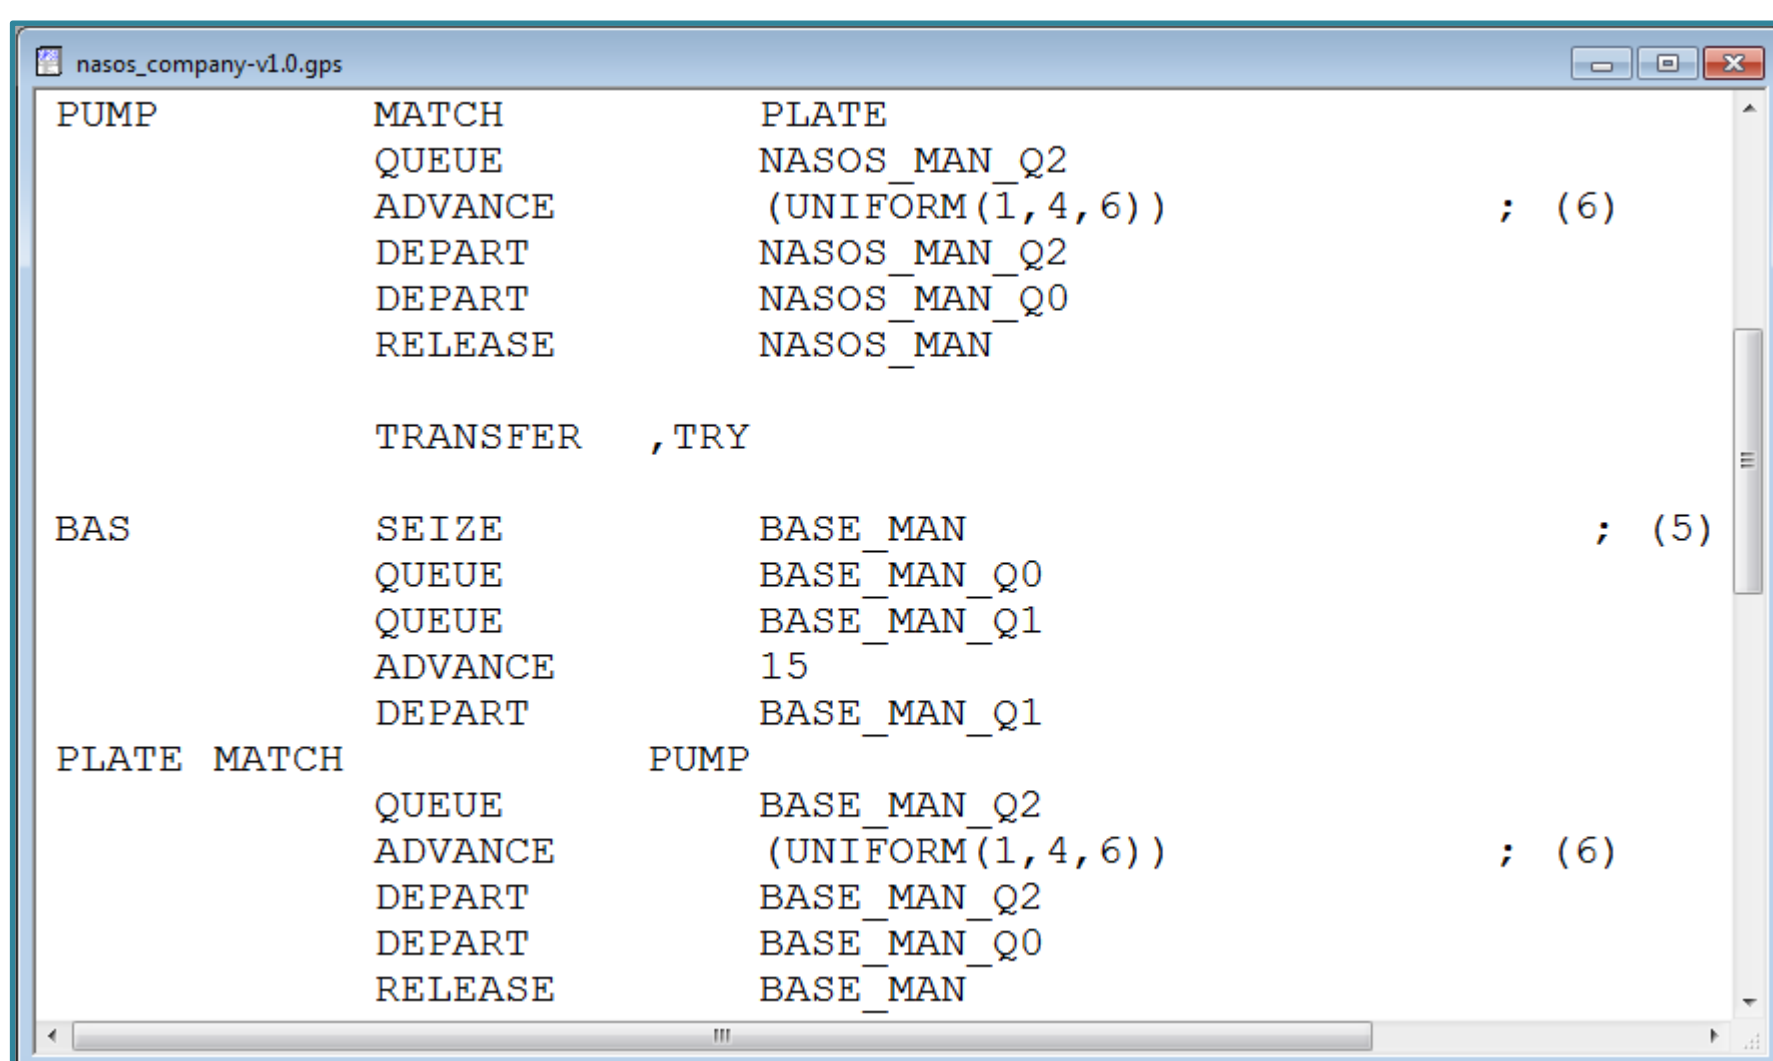 nasos_company-v1.0.gps
PUMP MATCH PLATE
QUEUE NASOS_MAN_Q2
ADVANCE (UNIFORM(1,4,6)) ; (6)
DEPART NASOS_MAN_Q2
DEPART NASOS_MAN_Q0
RELEASE NASOS_MAN
TRANSFER ,TRY
BAS SEIZE BASE_MAN ; (5)
QUEUE BASE_MAN_Q0
QUEUE BASE_MAN_Q1
ADVANCE 15
DEPART BASE_MAN_Q1
PLATE MATCH PUMP
QUEUE BASE_MAN_Q2
ADVANCE (UNIFORM(1,4,6)) ; (6)
DEPART BASE_MAN_Q2
DEPART BASE_MAN_Q0
RELEASE BASE_MAN